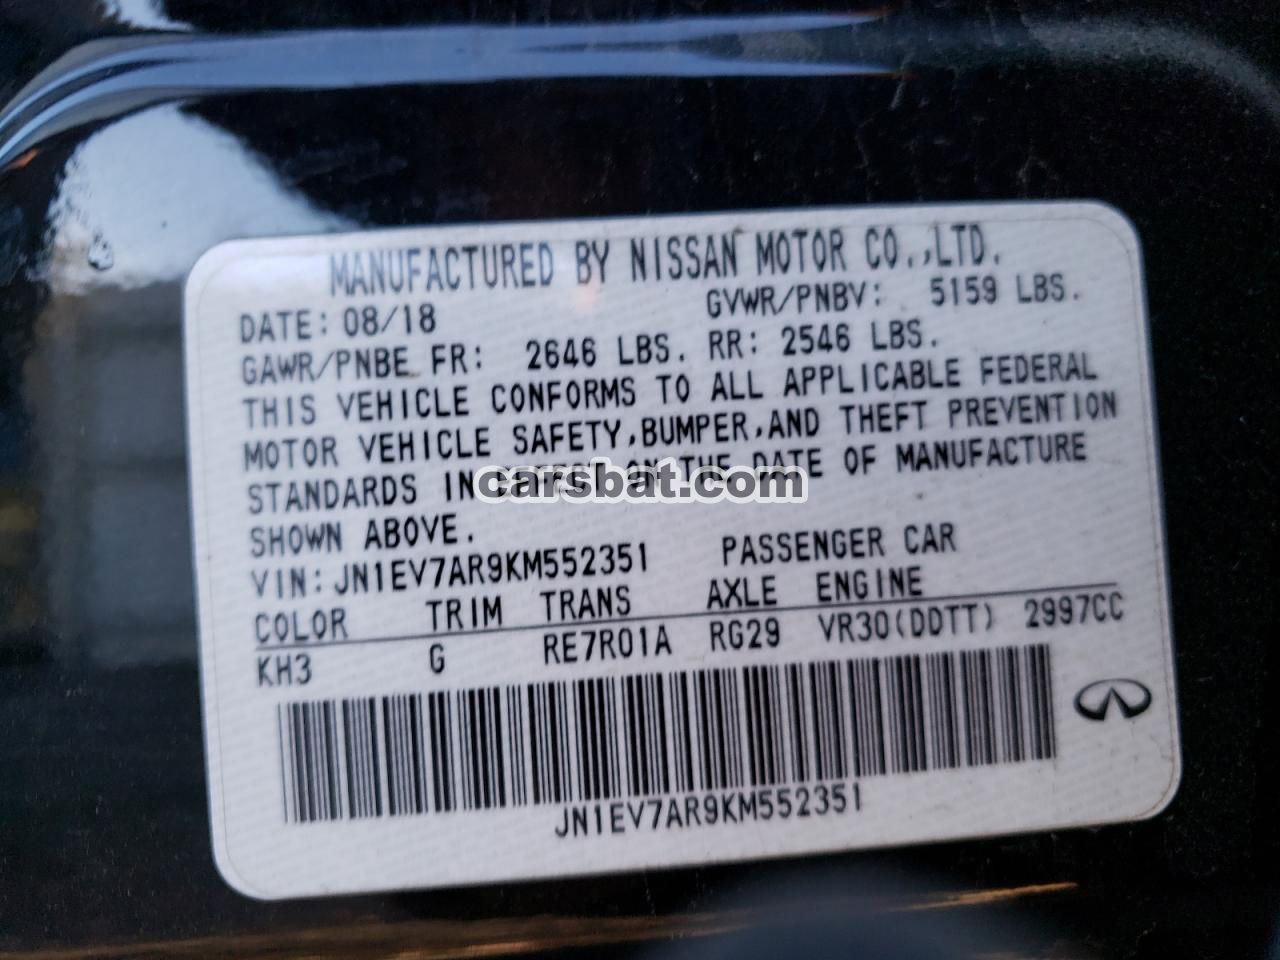 MANUFACTURED BY NISSAN MOTOR CO.,LTD.
DATE: 08/18 GVWR/PNBV: 5159 LBS.
GAWR/PNBE FR: 2646 LBS. RR: 2546 LBS.
THIS VEHICLE CONFORMS TO ALL APPLICABLE FEDERAL
MOTOR VEHICLE SAFETY,BUMPER,AND THEFT PREVENTION
STANDARDS IN EFFECT ON THE DATE OF MANUFACTURE
carsbat.com
SHOWN ABOVE.
VIN: JN1EV7AR9KM552351 PASSENGER CAR
COLOR TRIM TRANS AXLE ENGINE
KH3 G RE7R01A RG29 VR30(DDTT) 2997CC
JN1EV7AR9KM552351